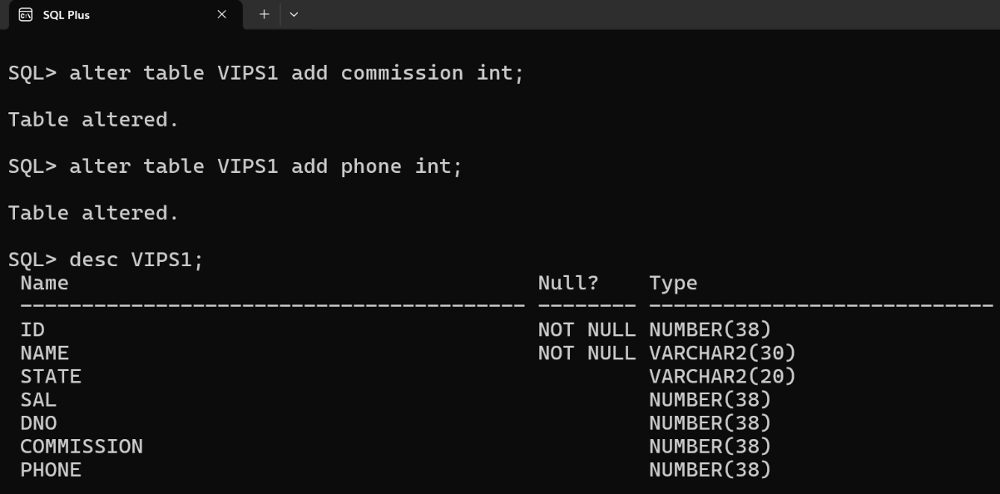 SQL Plus
SQL> alter table VIPS1 add commission int;
Table altered.
SQL> alter table VIPS1 add phone int;
Table altered.
SQL> desc VIPS1;
Name Null? Type
----------------------------------------- -------- ----------------------------
ID NOT NULL NUMBER(38)
NAME NOT NULL VARCHAR2(30)
STATE VARCHAR2(20)
SAL NUMBER(38)
DNO NUMBER(38)
COMMISSION NUMBER(38)
PHONE NUMBER(38)